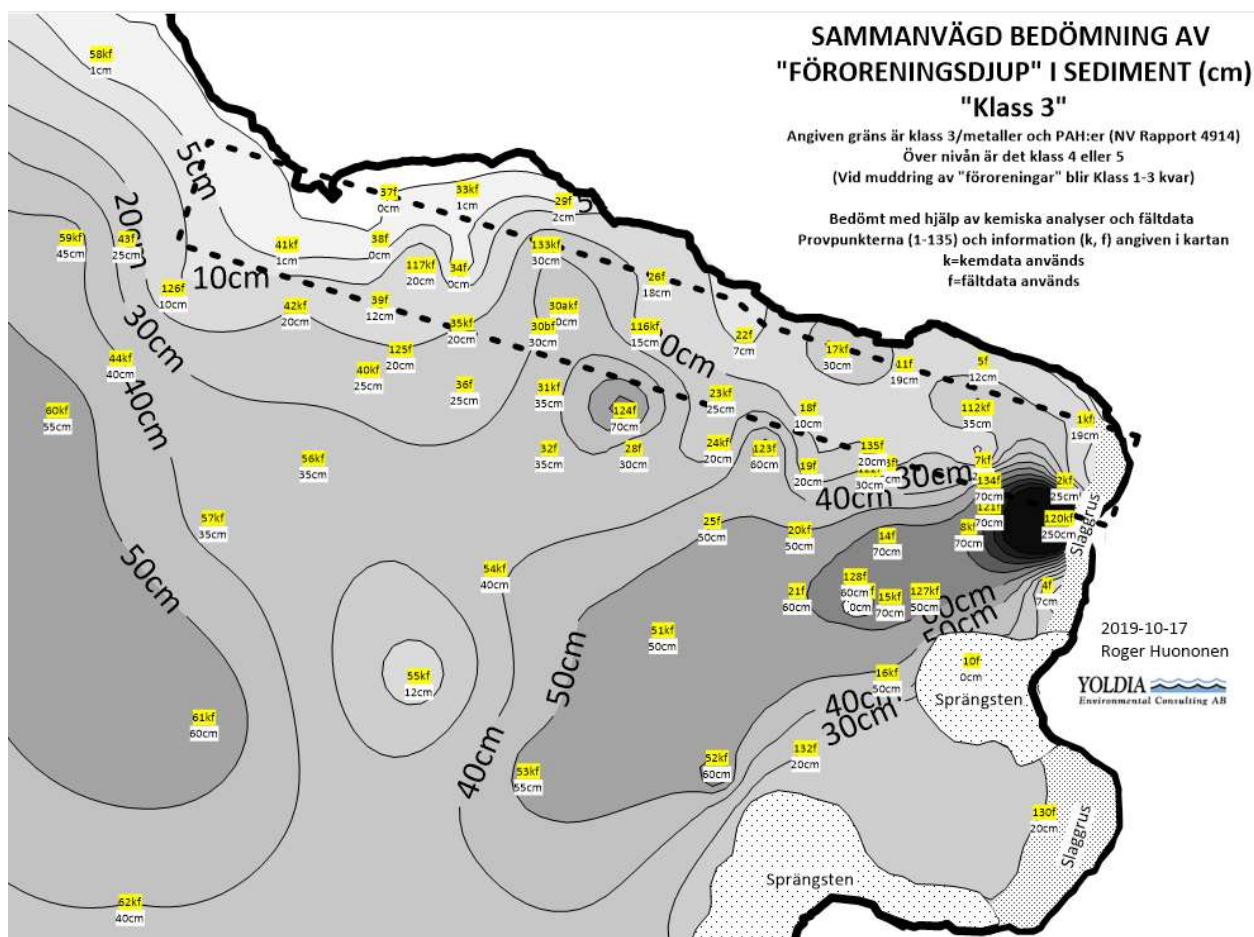 SAMMANVÄGD BEDÖMNING AV
"FÖRORENINGSDJUP" I SEDIMENT (cm)
"Klass 3"
Angiven gräns är klass 3/metaller och PAH:er (NV Rapport 4914)
Över nivån är det klass 4 eller 5
(Vid muddring av "föroreningar" blir Klass 1-3 kvar)
Bedömt med hjälp av kemiska analyser och fältdata
Provpunkterna (1-135) och information (k, f) angiven i kartan
k=kemdata används
f=fältdata används
58kf
1cm
5cm
37f
0cm
33kf
1cm
29f
2cm
20cm
59kf
45cm
43f
25cm
41kf
1cm
38f
0cm
133kf
30cm
117kf
20cm
34f
0cm
26f
18cm
126f
10cm
10cm
42kf
20cm
39f
12cm
30akf
0cm
35kf
20cm
30bf
30cm
116kf
15cm
22f
7cm
30cm
44kf
40cm
125f
20cm
17kf
30cm
11f
19cm
5f
12cm
40kf
25cm
36f
25cm
31kf
35cm
23kf
25cm
40cm
60kf
55cm
124f
70cm
18f
10cm
112kf
35cm
1kf
19cm
56kf
35cm
32f
35cm
28f
30cm
24kf
20cm
123f
60cm
135f
20cm
19f
20cm
30cm
7kf
30cm
40cm
134f
70cm
2kf
25cm
57kf
35cm
25f
50cm
20kf
50cm
121f
70cm
8kf
70cm
120kf
250cm
14f
70cm
Slaggrus
50cm
54kf
40cm
21f
60cm
128f
60cm
0cm
15kf
70cm
127kf
50cm
4f
7cm
60cm
50cm
51kf
50cm
2019-10-17
Roger Huononen
50cm
55kf
12cm
16kf
50cm
10f
0cm
Sprängsten
YOLDIA
Environmental Consulting AB
40cm
30cm
61kf
60cm
40cm
53kf
55cm
52kf
60cm
132f
20cm
130f
20cm
Slaggrus
Sprängsten
62kf
40cm